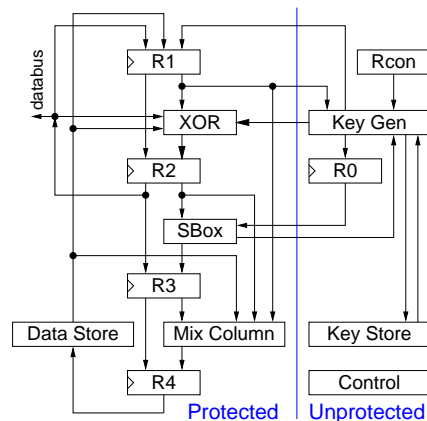 R1
Rcon
databus
XOR
Key Gen
R2
R0
SBox
R3
Data Store
Mix Column
Key Store
R4
Control
Protected
Unprotected